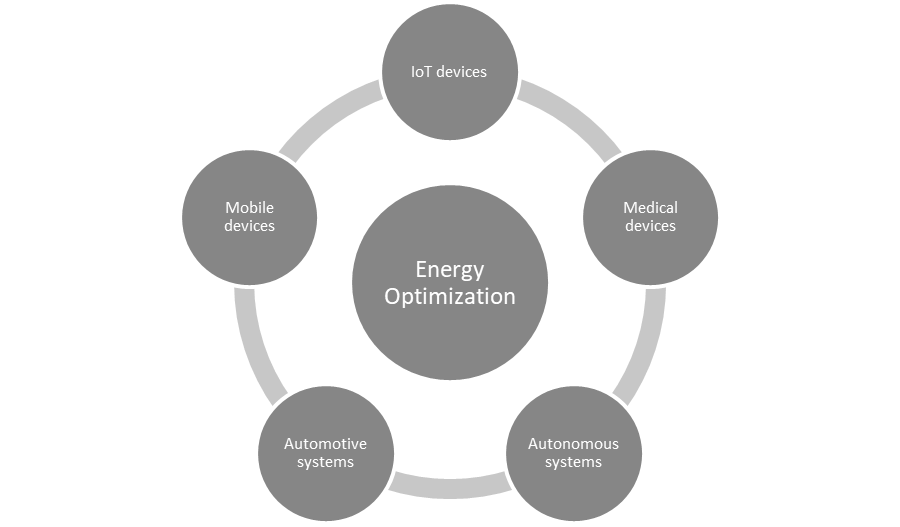 IoT devices
Mobile
devices
Medical
devices
Energy
Optimization
Automotive
systems
Autonomous
systems